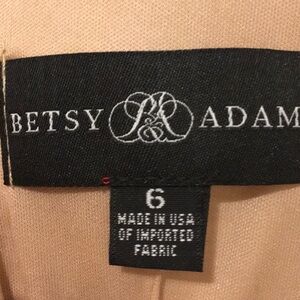 BETSY B&A ADAM
6
MADE IN USA
OF IMPORTED
FABRIC